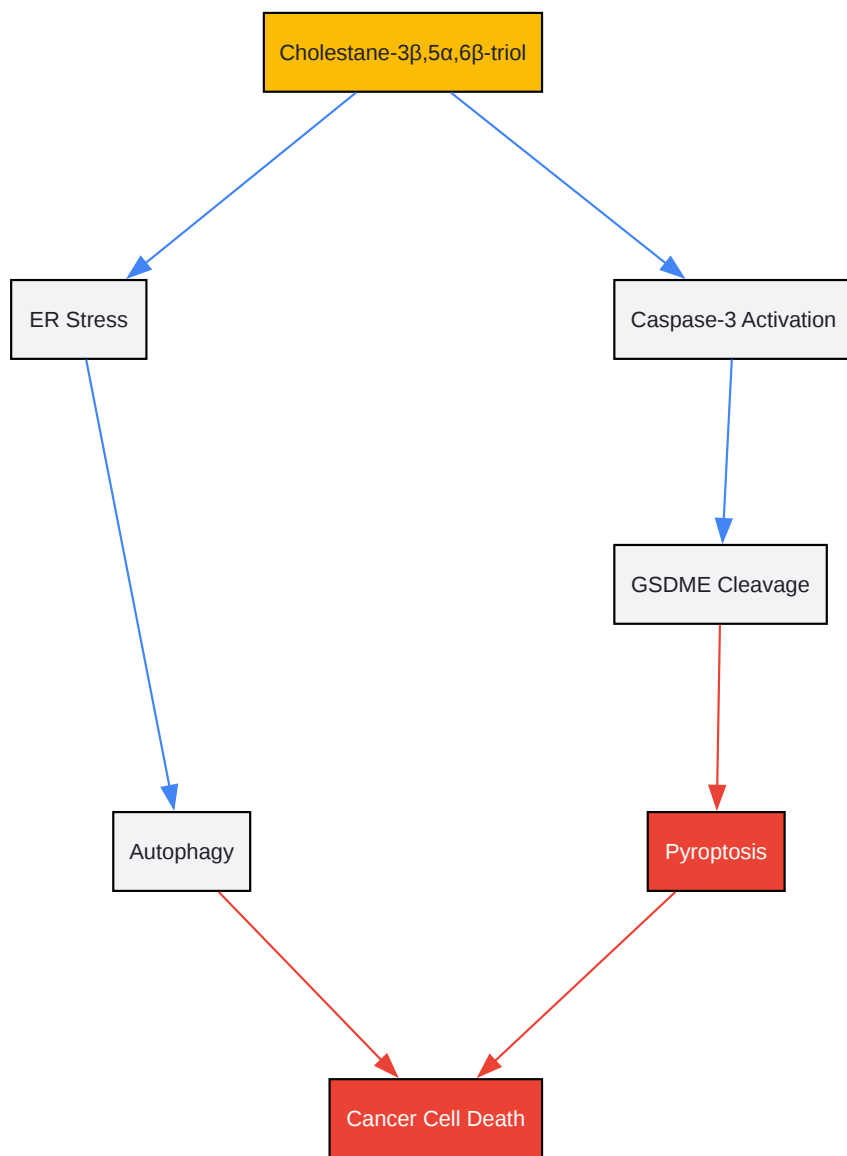 Cholestane-3β,5α,6β-triol
ER Stress
Caspase-3 Activation
GSDME Cleavage
Autophagy
Pyroptosis
Cancer Cell Death